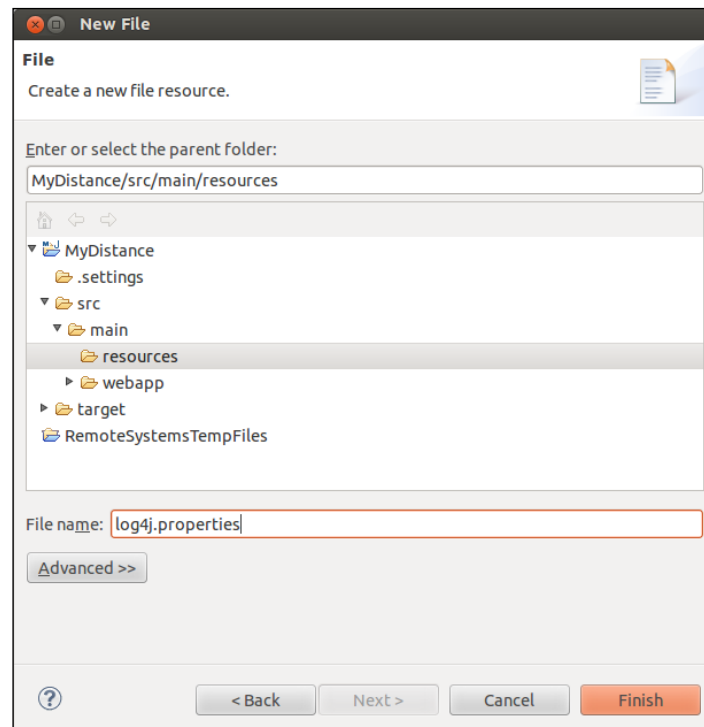 New File
File
Create a new file resource.
Enter or select the parent folder:
MyDistance/src/main/resources
MyDistance
.settings
src
main
resources
webapp
target
RemoteSystemsTempFiles
File name: log4j.properties
Advanced >>
< Back Next > Cancel Finish